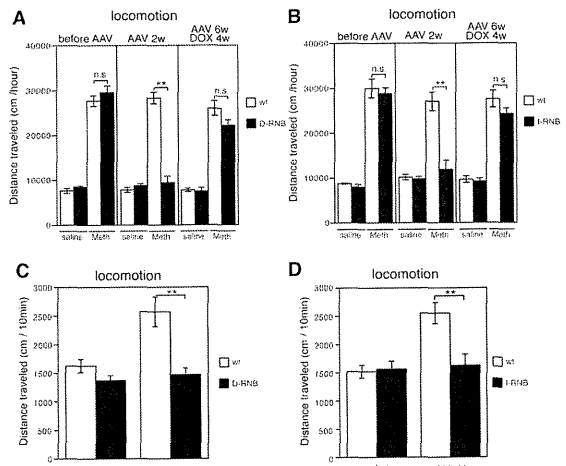 A
locomotion
before AAV AAV 2w AAV 6w
DOX 4w
Distance traveled (cm /hour)
40000
30000
20000
10000
0
n.s
**
n.s
wt
D-RNB
saline Meth saline Meth saline Meth
B
locomotion
before AAV AAV 2w AAV 6w
DOX 4w
Distance traveled (cm /hour)
40000
30000
20000
10000
0
n.s
**
n.s
wt
I-RNB
saline Meth saline Meth saline Meth
C
locomotion
Distance traveled (cm / 10min)
3000
2500
2000
1500
1000
500
0
**
wt
D-RNB
D
locomotion
Distance traveled (cm / 10min)
3000
2500
2000
1500
1000
500
0
**
wt
I-RNB